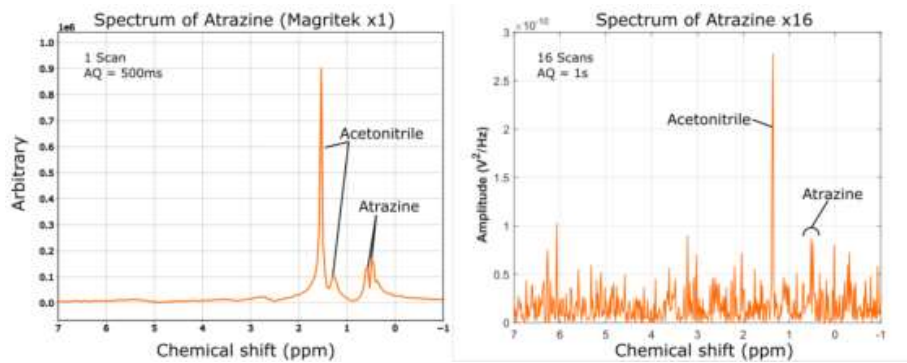 Spectrum of Atrazine (Magritek x1)
1e6
1.0
0.9
0.8
0.7
0.6
0.5
0.4
0.3
0.2
0.1
0.0
Arbitrary
1 Scan
AQ = 500ms
Acetonitrile
Atrazine
7 6 5 4 3 2 1 0 -1
Chemical shift (ppm)
Spectrum of Atrazine x16
×10⁻¹⁰
3
2.5
2
1.5
1
0.5
0
Amplitude (V²/Hz)
16 Scans
AQ = 1s
Acetonitrile
Atrazine
7 6 5 4 3 2 1 0 -1
Chemical shift (ppm)